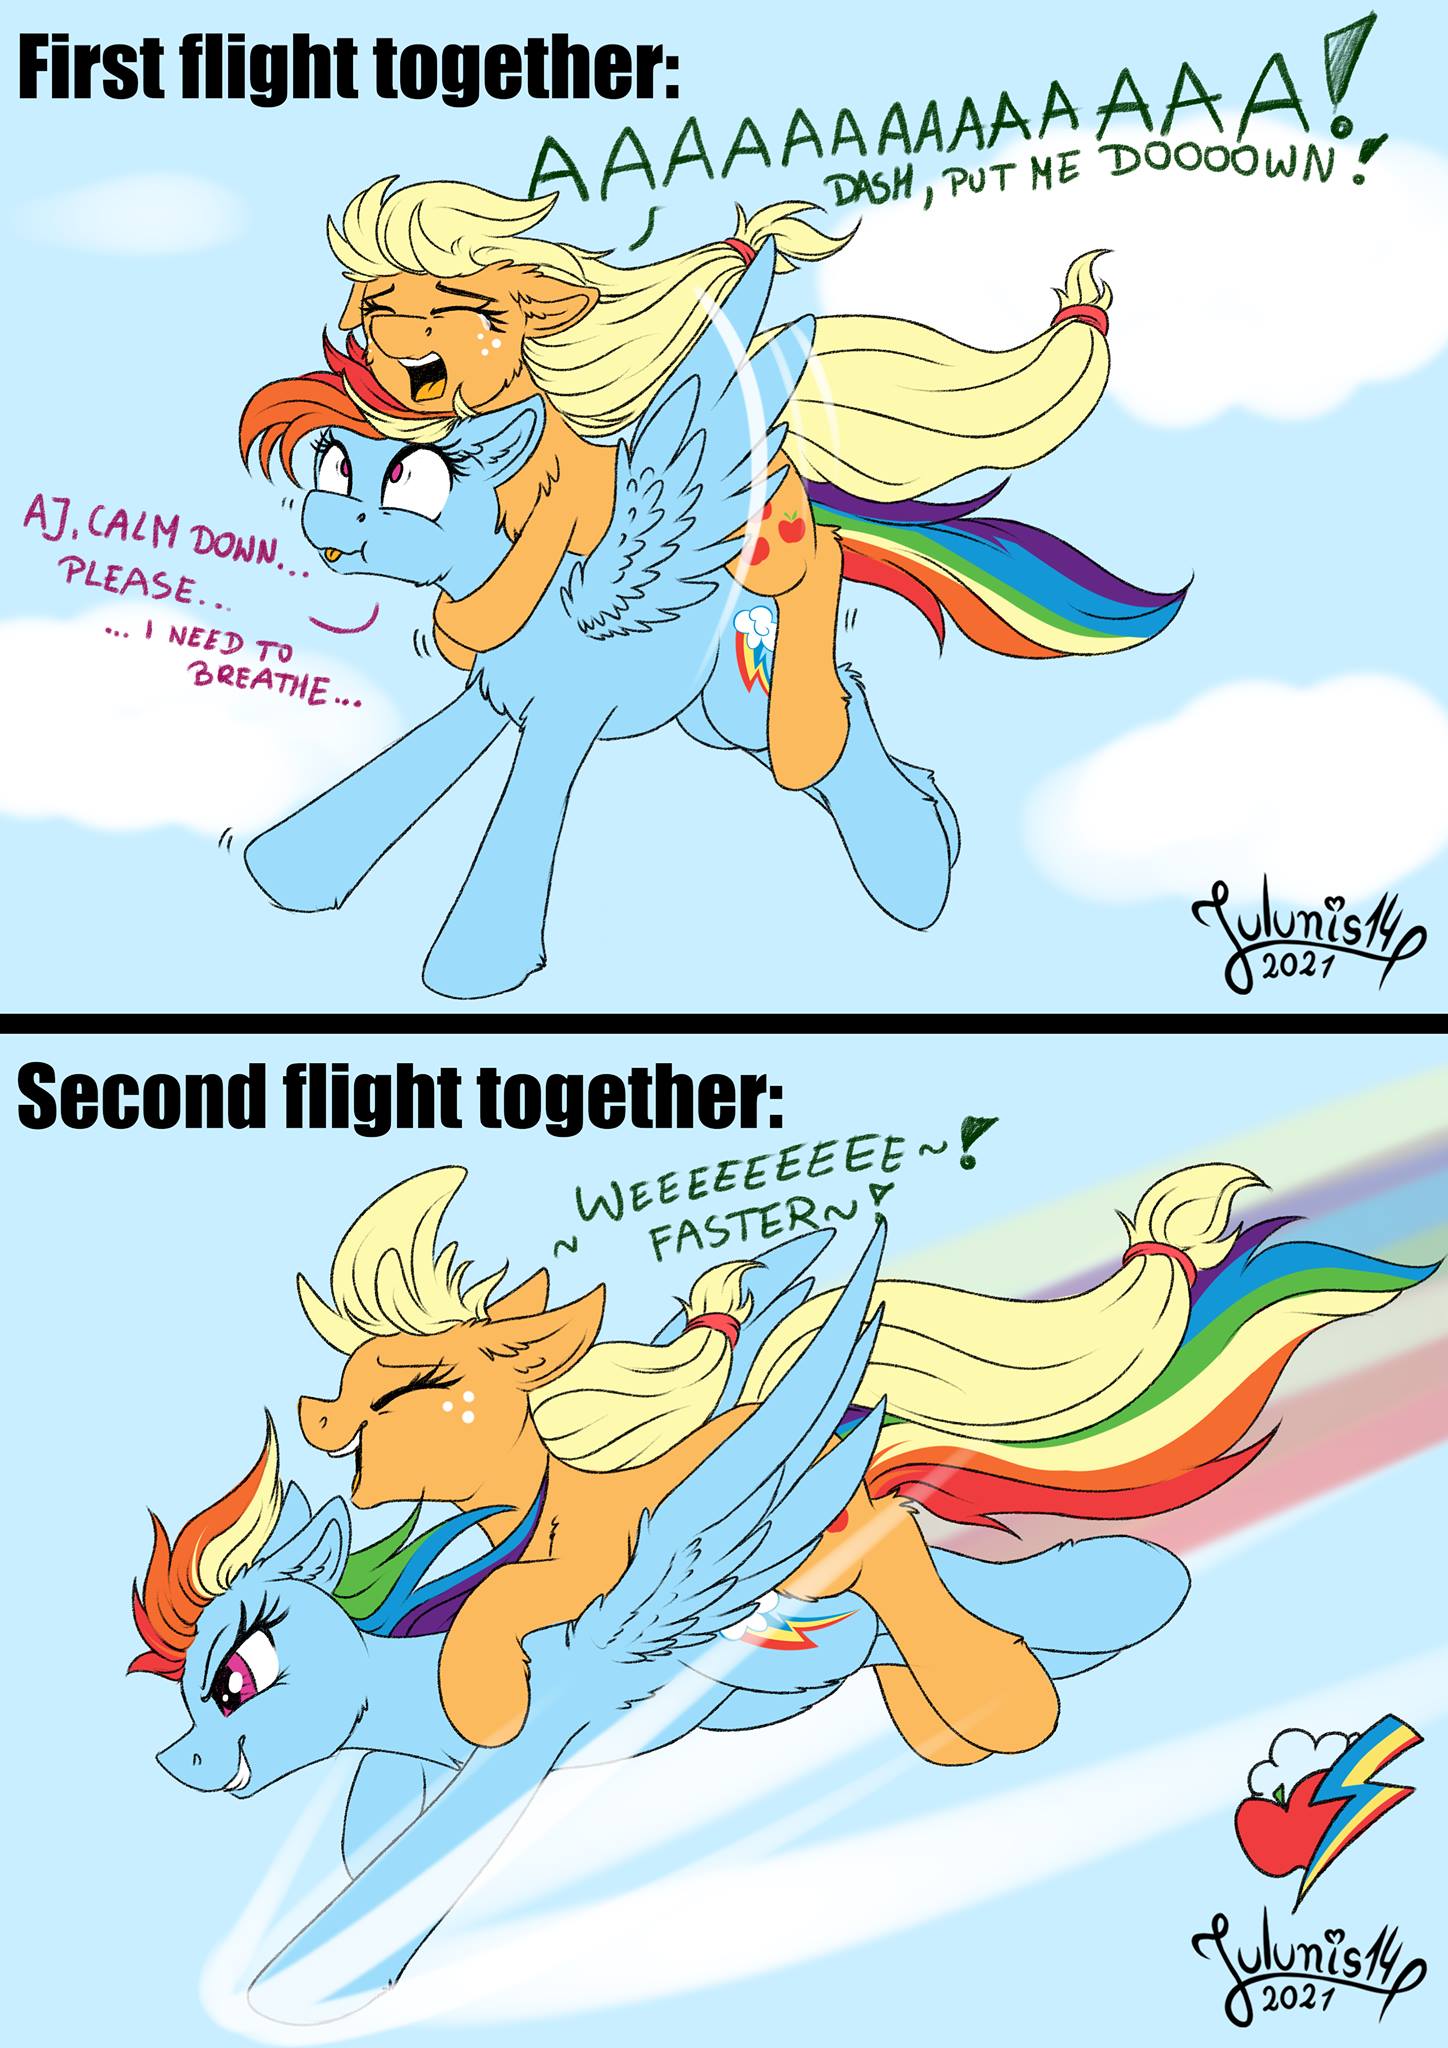 First flight together:
AAAAAAAAAAAAAAA!
DASH, PUT ME DOOOOWN!
AJ, CALM DOWN...
PLEASE...
... I NEED TO
BREATHE...
Julunis14
2021
Second flight together:
~ WEEEEEEEEE~!
FASTER~!
Julunis14
2021